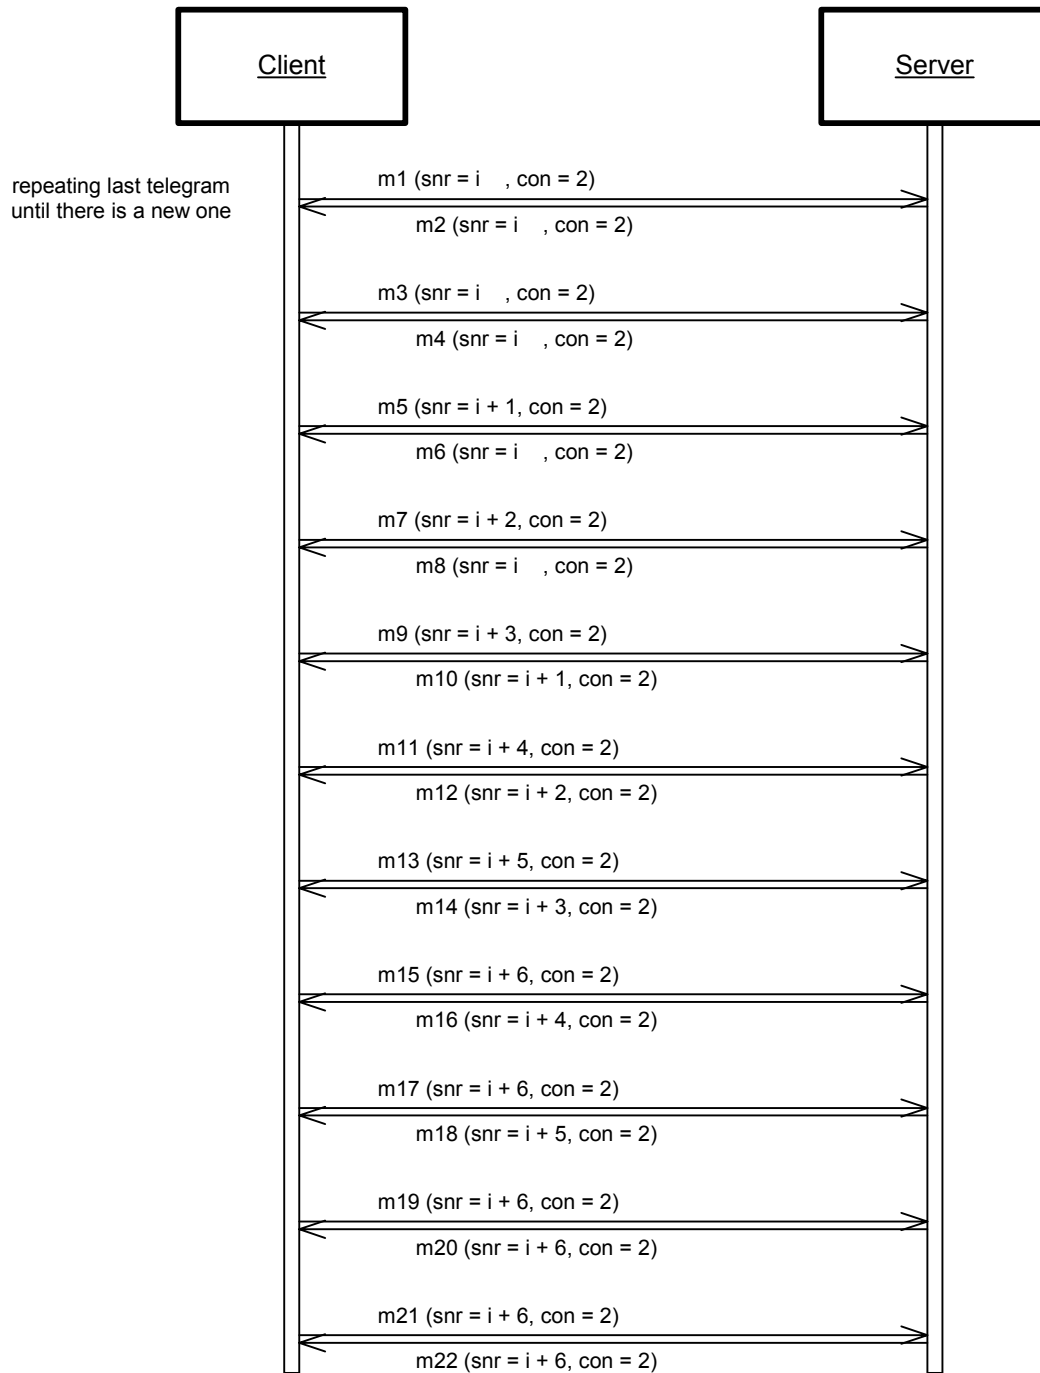 Client
Server
repeating last telegram
until there is a new one
m1 (snr = i    , con = 2)
m2 (snr = i    , con = 2)
m3 (snr = i    , con = 2)
m4 (snr = i    , con = 2)
m5 (snr = i + 1, con = 2)
m6 (snr = i    , con = 2)
m7 (snr = i + 2, con = 2)
m8 (snr = i    , con = 2)
m9 (snr = i + 3, con = 2)
m10 (snr = i + 1, con = 2)
m11 (snr = i + 4, con = 2)
m12 (snr = i + 2, con = 2)
m13 (snr = i + 5, con = 2)
m14 (snr = i + 3, con = 2)
m15 (snr = i + 6, con = 2)
m16 (snr = i + 4, con = 2)
m17 (snr = i + 6, con = 2)
m18 (snr = i + 5, con = 2)
m19 (snr = i + 6, con = 2)
m20 (snr = i + 6, con = 2)
m21 (snr = i + 6, con = 2)
m22 (snr = i + 6, con = 2)